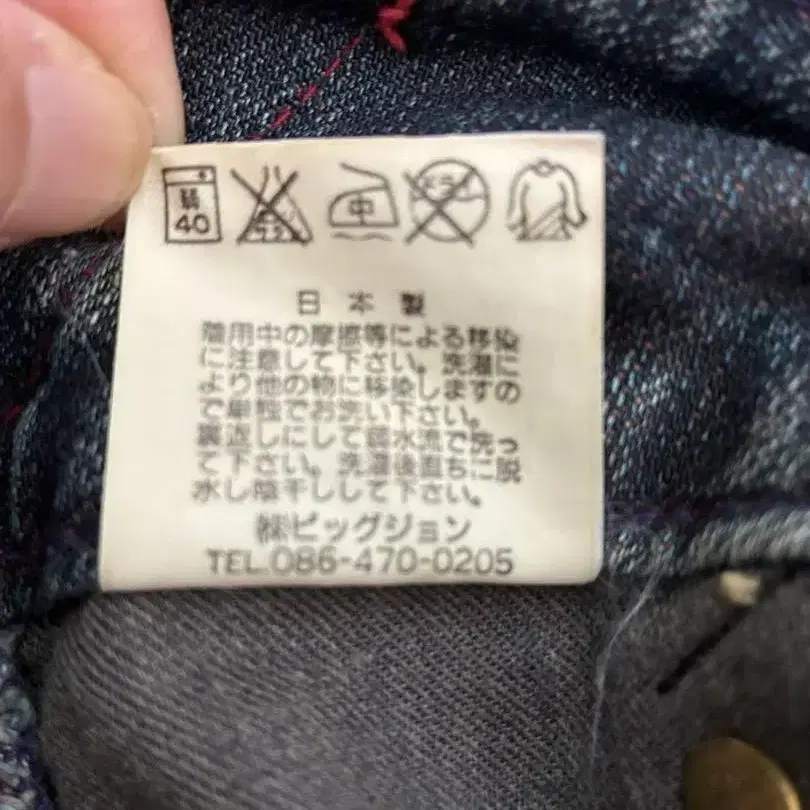 弱
40
中
ドライ
日本製
着用中の摩擦等による移染
に注意して下さい。洗濯に
より他の物に移染しますの
で単独でお洗い下さい。
裏返しにして弱水流で洗っ
て下さい。洗濯後直ちに脱
水し陰干しして下さい。
㈱ビッグジョン
TEL.086-470-0205